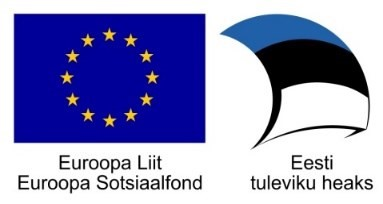 Euroopa Liit
Euroopa Sotsiaalfond
Eesti
tuleviku heaks